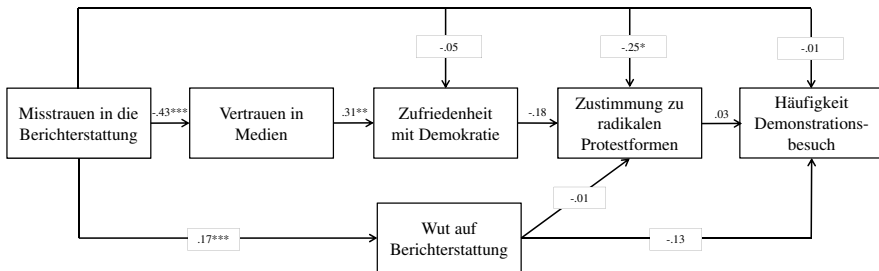 -.05
-.25*
-.01
Misstrauen in die
Berichterstattung
-.43***
Vertrauen in
Medien
.31**
Zufriedenheit
mit Demokratie
-.18
Zustimmung zu
radikalen
Protestformen
.03
Häufigkeit
Demonstrations-
besuch
-.01
.17***
Wut auf
Berichterstattung
-.13